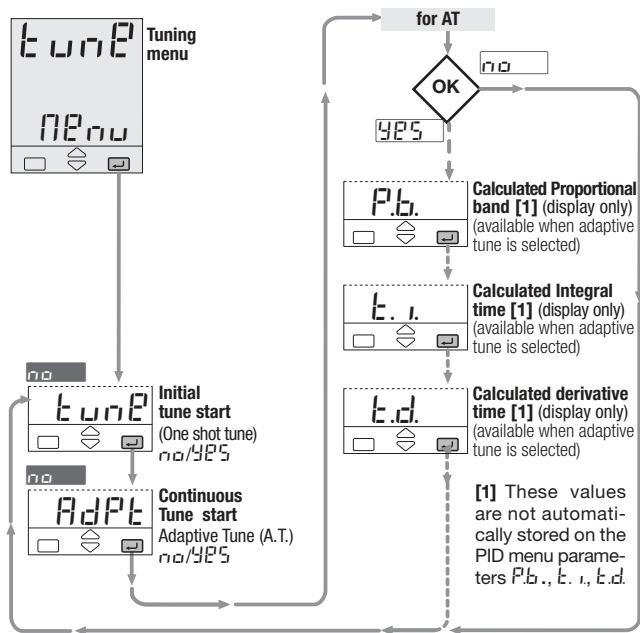 tunE
Tuning
menu
MEnu
no
tunE
Initial
tune start
(One shot tune)
no/YES
no
AdPt
Continuous
Tune start
Adaptive Tune (A.T.)
no/YES
for AT
OK
no
YES
P.b.
Calculated Proportional
band [1] (display only)
(available when adaptive
tune is selected)
t. i.
Calculated Integral
time [1] (display only)
(available when adaptive
tune is selected)
t.d.
Calculated derivative
time [1] (display only)
(available when adaptive
tune is selected)
[1] These values
are not automati-
cally stored on the
PID menu parame-
ters P.b., t. i., t.d.